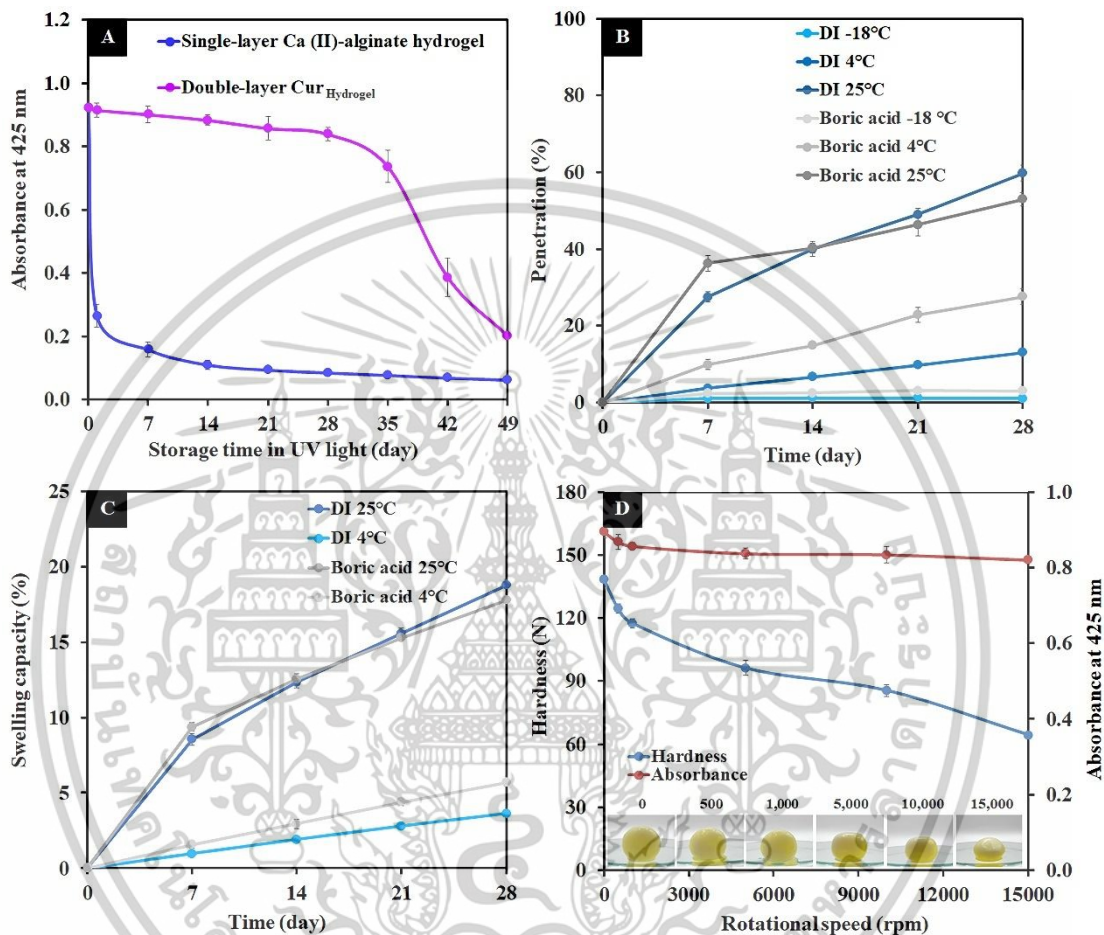 A
Absorbance at 425 nm
1.2
1.0
0.8
0.6
0.4
0.2
0.0
Single-layer Ca (II)-alginate hydrogel
Double-layer Cur Hydrogel
0 7 14 21 28 35 42 49
Storage time in UV light (day)
B
Penetration (%)
100
80
60
40
20
0
DI -18°C
DI 4°C
DI 25°C
Boric acid -18 °C
Boric acid 4°C
Boric acid 25°C
0 7 14 21 28
Time (day)
C
Swelling capacity (%)
25
20
15
10
5
0
DI 25°C
DI 4°C
Boric acid 25°C
Boric acid 4°C
0 7 14 21 28
Time (day)
D
Hardness (N)
180
150
120
90
60
30
0
Hardness
Absorbance
0 500 1,000 5,000 10,000 15,000
1.0
0.8
0.6
0.4
0.2
0.0
Absorbance at 425 nm
0 3000 6000 9000 12000 15000
Rotational speed (rpm)